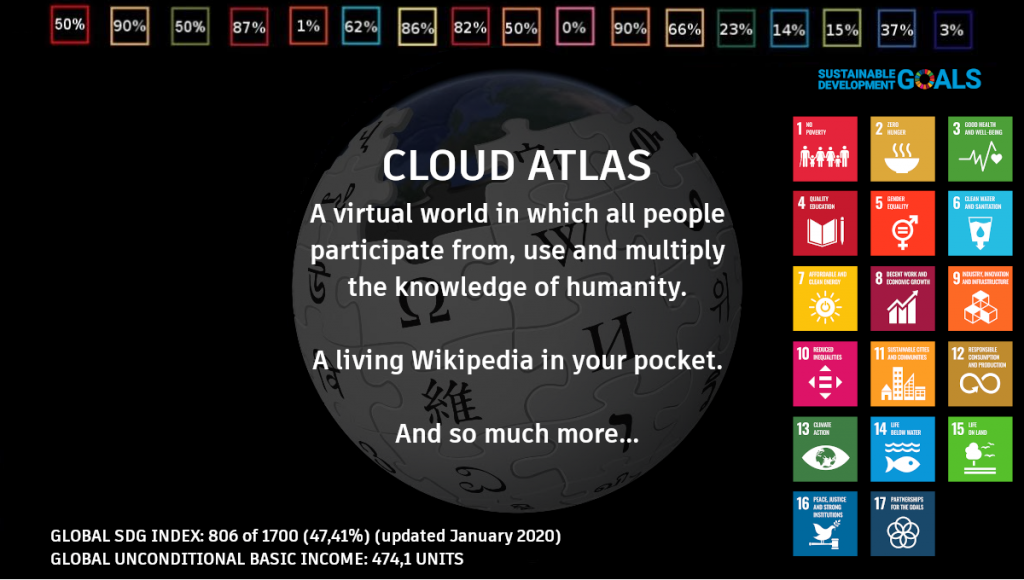 50% 90% 50% 87% 1% 62% 86% 82% 50% 0% 90% 66% 23% 14% 15% 37% 3%
SUSTAINABLE
DEVELOPMENT GOALS
CLOUD ATLAS
A virtual world in which all people
participate from, use and multiply
the knowledge of humanity.
A living Wikipedia in your pocket.
And so much more...
1 NO
POVERTY
2 ZERO
HUNGER
3 GOOD HEALTH
AND WELL-BEING
4 QUALITY
EDUCATION
5 GENDER
EQUALITY
6 CLEAN WATER
AND SANITATION
7 AFFORDABLE AND
CLEAN ENERGY
8 DECENT WORK AND
ECONOMIC GROWTH
9 INDUSTRY, INNOVATION
AND INFRASTRUCTURE
10 REDUCED
INEQUALITIES
11 SUSTAINABLE CITIES
AND COMMUNITIES
12 RESPONSIBLE
CONSUMPTION
AND PRODUCTION
13 CLIMATE
ACTION
14 LIFE
BELOW WATER
15 LIFE
ON LAND
16 PEACE, JUSTICE
AND STRONG
INSTITUTIONS
17 PARTNERSHIPS
FOR THE GOALS
Ω
W
И
維
위
7
GLOBAL SDG INDEX: 806 of 1700 (47,41%) (updated January 2020)
GLOBAL UNCONDITIONAL BASIC INCOME: 474,1 UNITS